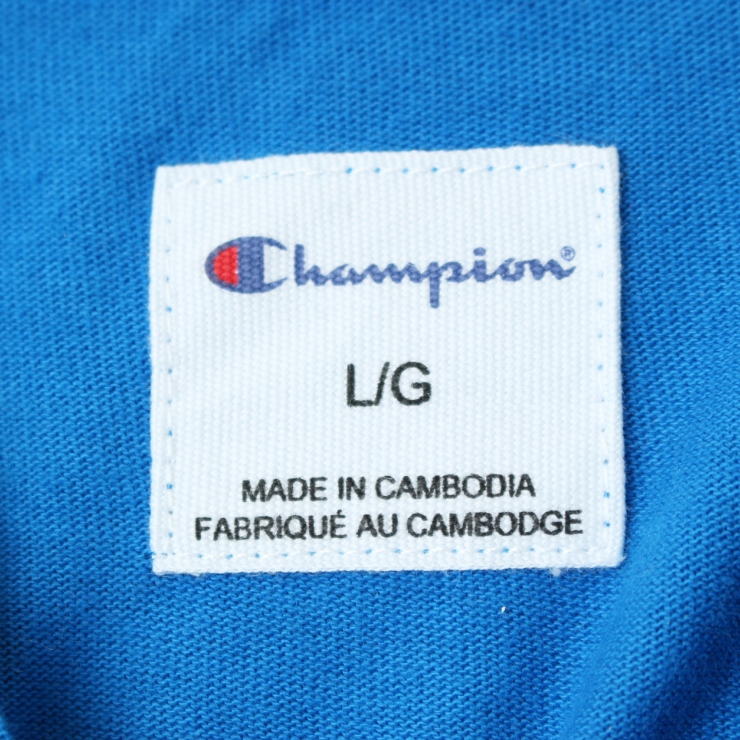 Champion®
L/G
MADE IN CAMBODIA
FABRIQUÉ AU CAMBODGE